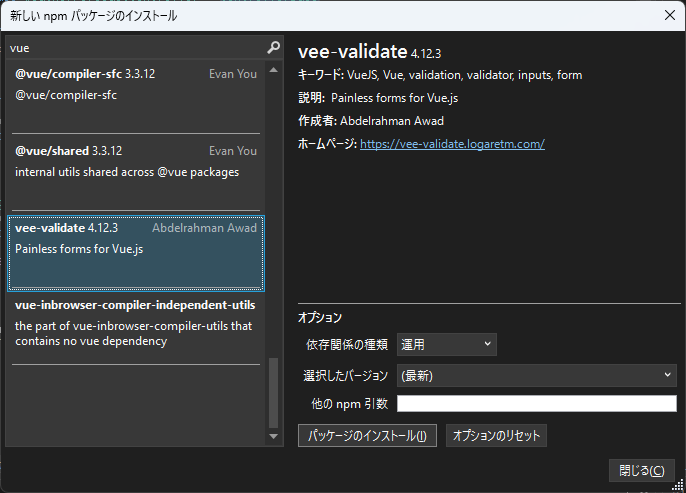 新しい npm パッケージのインストール
vue
@vue/compiler-sfc 3.3.12 Evan You
@vue/compiler-sfc
@vue/shared 3.3.12 Evan You
internal utils shared across @vue packages
vee-validate 4.12.3 Abdelrahman Awad
Painless forms for Vue.js
vue-inbrowser-compiler-independent-utils
the part of vue-inbrowser-compiler-utils that
contains no vue dependency
vee-validate 4.12.3
キーワード: VueJS, Vue, validation, validator, inputs, form
説明: Painless forms for Vue.js
作成者: Abdelrahman Awad
ホームページ: https://vee-validate.logaretm.com/
オプション
依存関係の種類 運用
選択したバージョン (最新)
他の npm 引数
パッケージのインストール(I) オプションのリセット
閉じる(C)